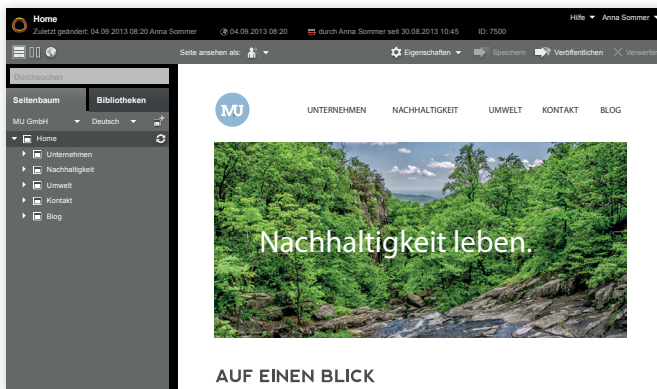 Home
Hilfe Anna Sommer
Zuletzt geändert: 04.09.2013 08:20 Anna Sommer 04.09.2013 08:20 durch Anna Sommer seit 30.08.2013 10:45 ID: 7500
Seite ansehen als: Eigenschaften Speichern Veröffentlichen Verwerfen
Durchsuchen
Seitenbaum Bibliotheken
MU GmbH Deutsch
Home
Unternehmen
Nachhaltigkeit
Umwelt
Kontakt
Blog
MU UNTERNEHMEN NACHHALTIGKEIT UMWELT KONTAKT BLOG
Nachhaltigkeit leben.
AUF EINEN BLICK